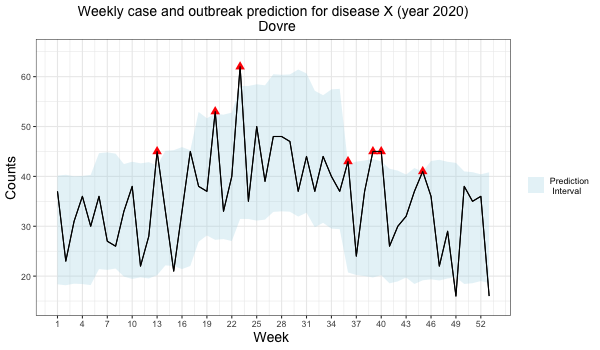 Weekly case and outbreak prediction for disease X (year 2020)
Dovre
Counts
60
50
40
30
20
1 4 7 10 13 16 19 22 25 28 31 34 37 40 43 46 49 52
Week
Prediction
Interval